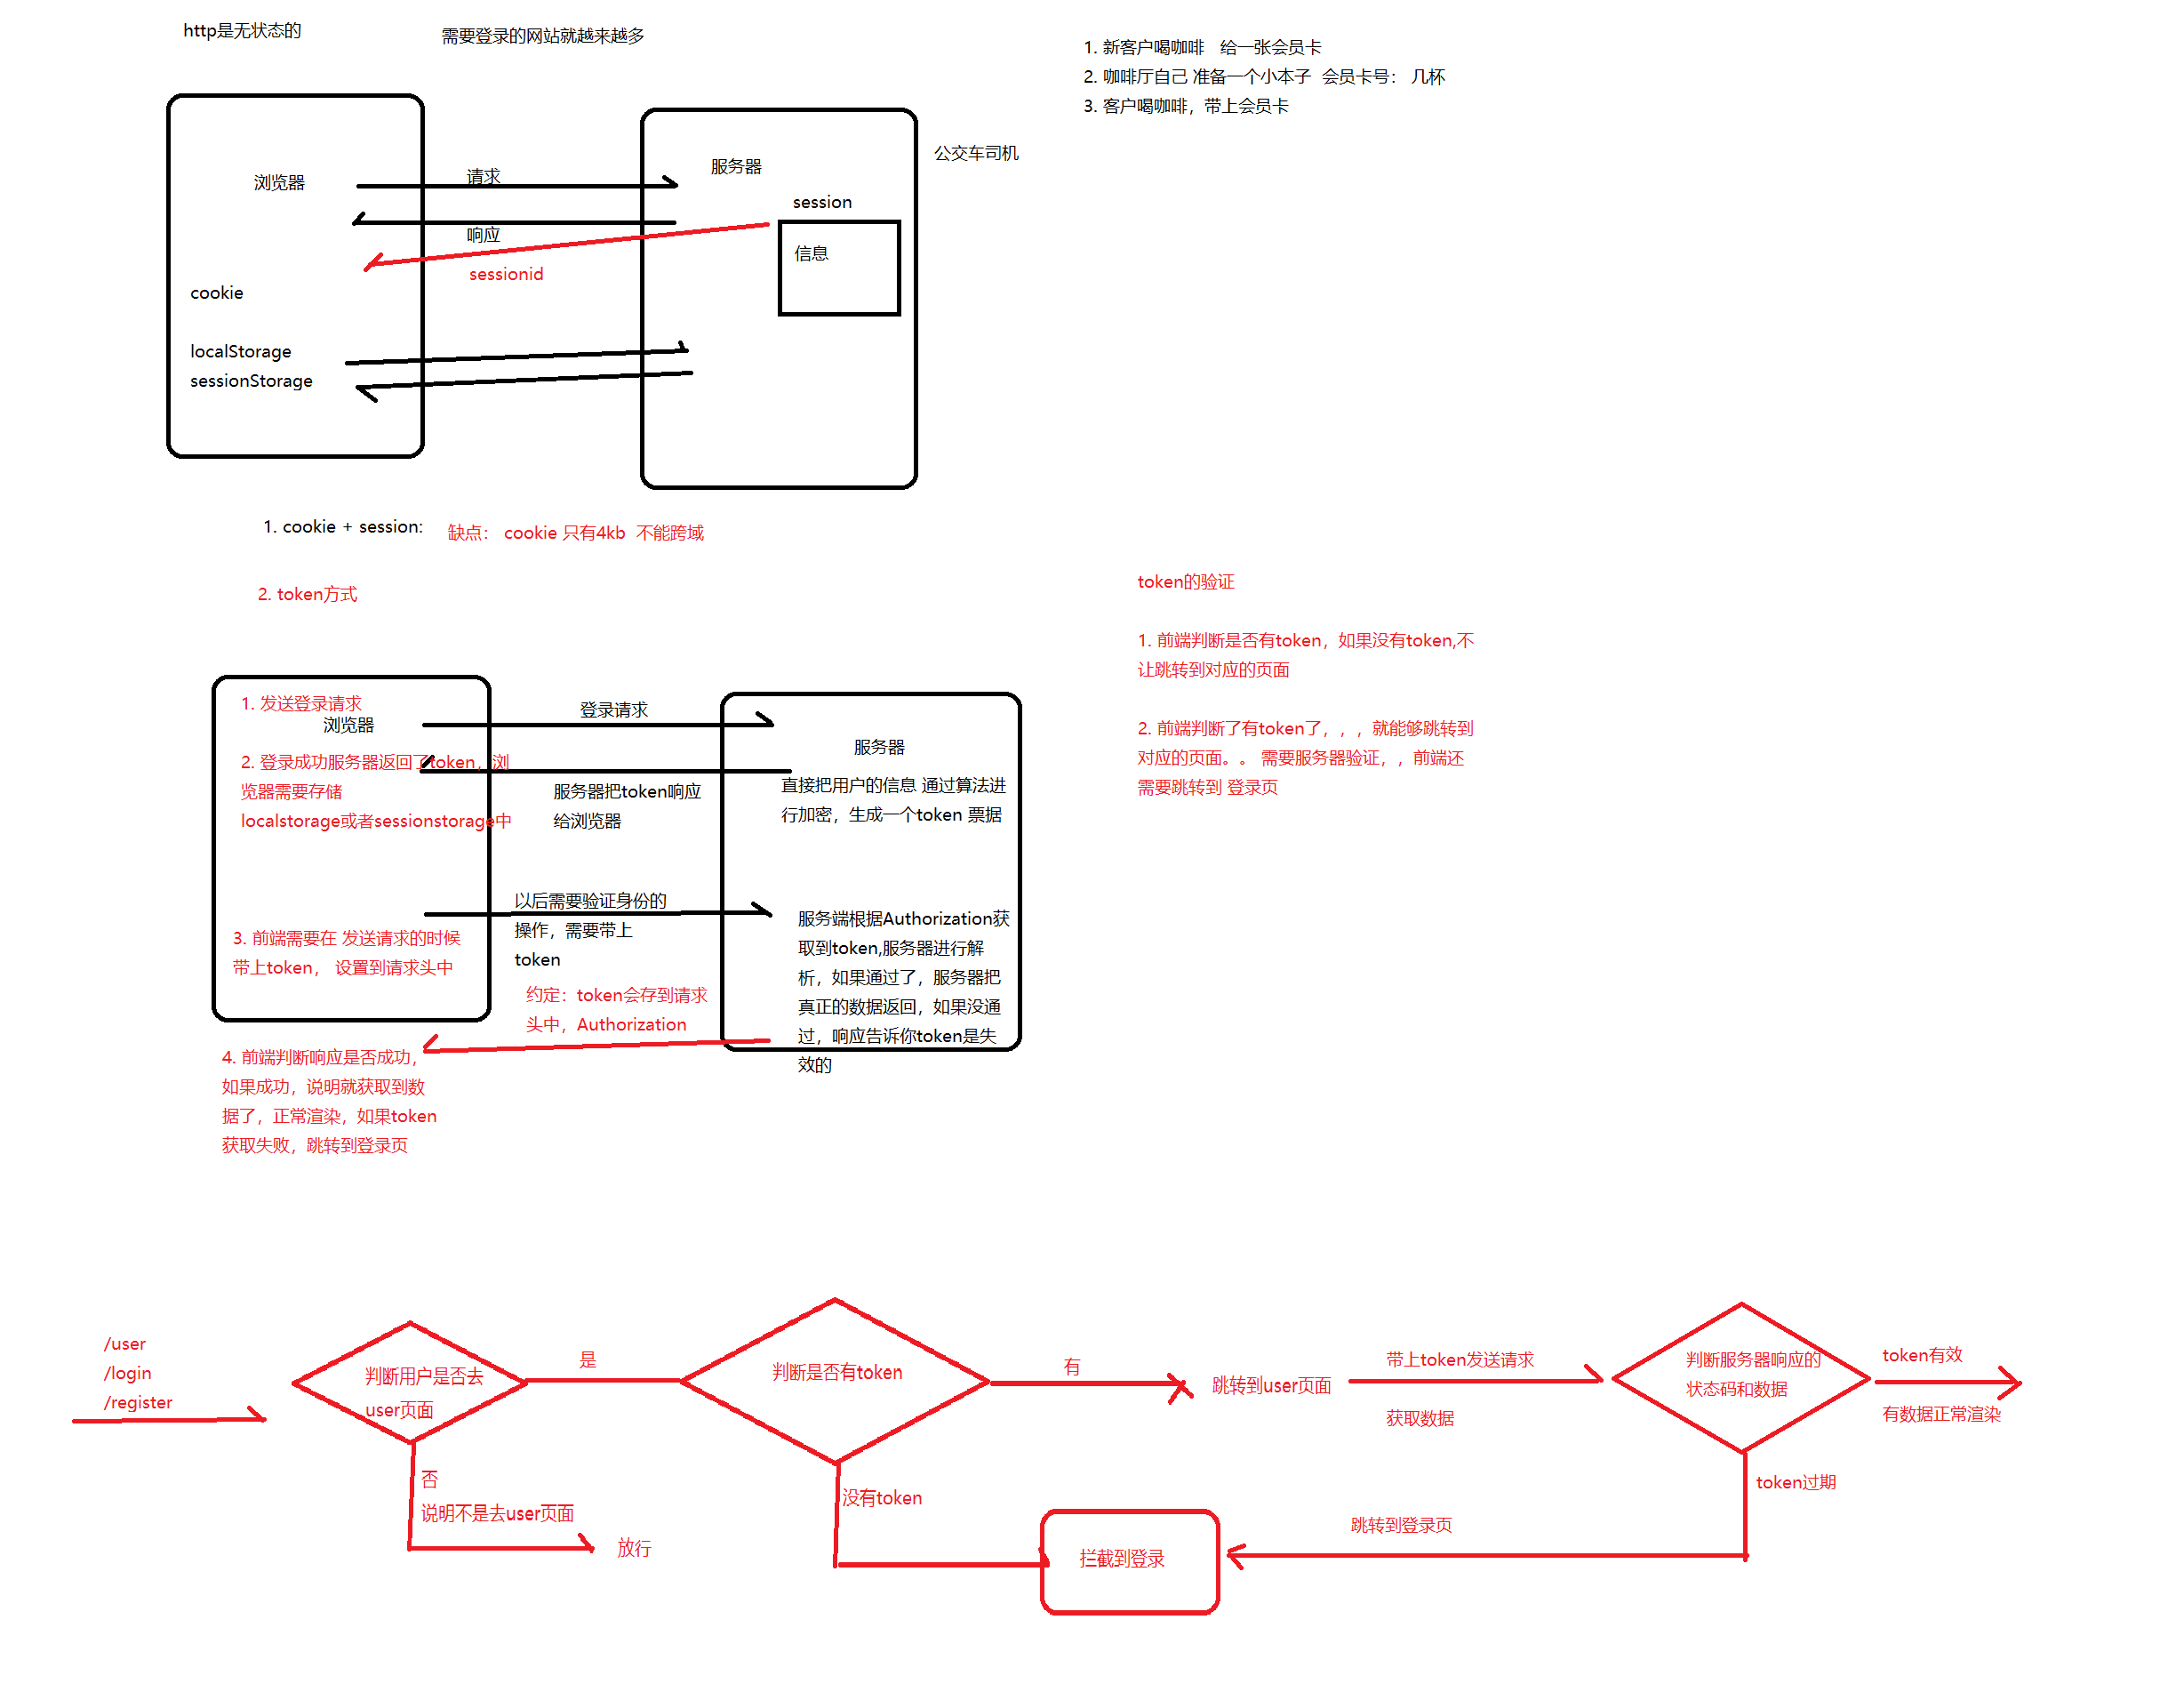 http是无状态的
需要登录的网站就越来越多
1. 新客户喝咖啡   给一张会员卡
2. 咖啡厅自己 准备一个小本子  会员卡号： 几杯
3. 客户喝咖啡，带上会员卡
公交车司机
浏览器
请求
服务器
session
响应
信息
sessionid
cookie
localStorage
sessionStorage
1. cookie + session:
缺点： cookie 只有4kb  不能跨域
2. token方式
token的验证
1. 前端判断是否有token，如果没有token,不
让跳转到对应的页面
2. 前端判断了有token了，，，就能够跳转到
对应的页面。。 需要服务器验证，，前端还
需要跳转到 登录页
1. 发送登录请求
浏览器
登录请求
服务器
2. 登录成功服务器返回了token，浏
览器需要存储
localstorage或者sessionstorage中
服务器把token响应
给浏览器
直接把用户的信息 通过算法进
行加密，生成一个token 票据
以后需要验证身份的
操作，需要带上
token
3. 前端需要在 发送请求的时候
带上token， 设置到请求头中
约定：token会存到请求
头中，Authorization
服务端根据Authorization获
取到token,服务器进行解
析，如果通过了，服务器把
真正的数据返回，如果没通
过，响应告诉你token是失
效的
4. 前端判断响应是否成功，
如果成功，说明就获取到数
据了，正常渲染，如果token
获取失败，跳转到登录页
/user
/login
/register
判断用户是否去
user页面
是
判断是否有token
有
跳转到user页面
带上token发送请求
获取数据
判断服务器响应的
状态码和数据
token有效
有数据正常渲染
否
说明不是去user页面
放行
没有token
拦截到登录
跳转到登录页
token过期